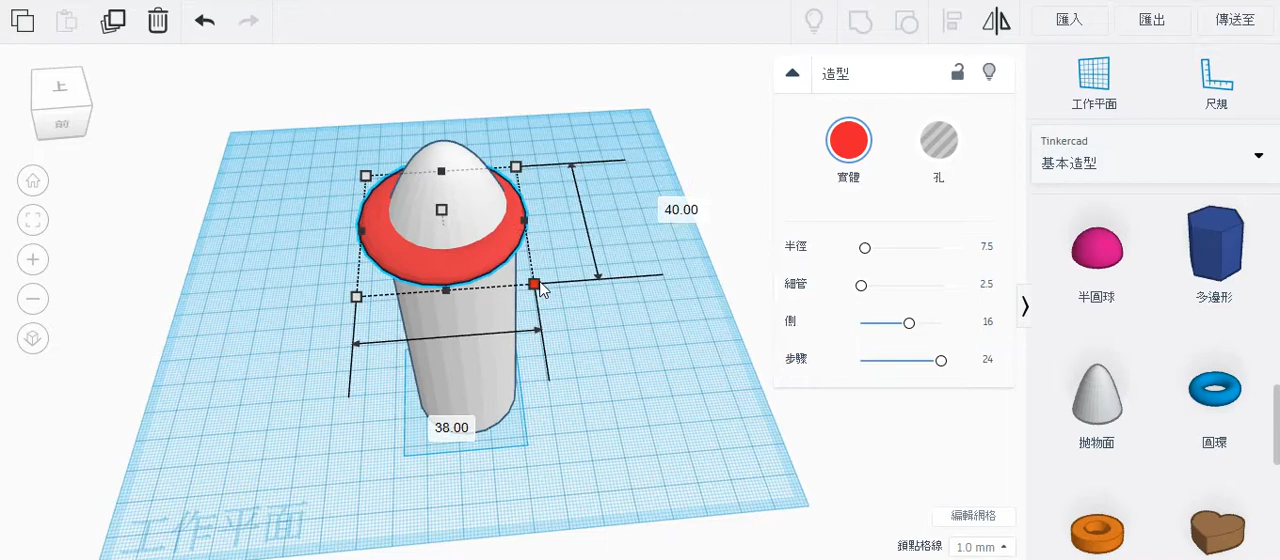 匯入
匯出
傳送至
上
前
造型
實體
孔
半徑
7.5
細管
2.5
側
16
步驟
24
40.00
38.00
工作平面
編輯網格
鎖點格線
1.0 mm
工作平面
尺規
Tinkercad
基本造型
半圓球
多邊形
拋物面
圓環